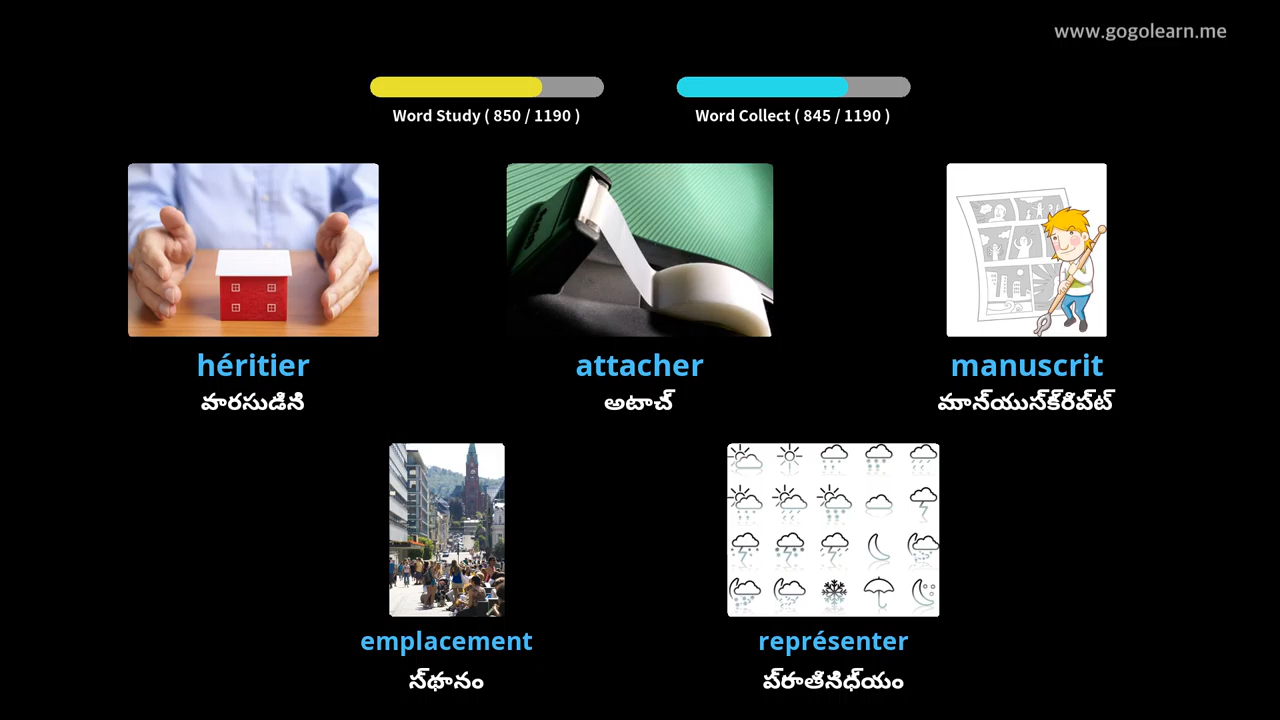 www.gogolearn.me
Word Study ( 850 / 1190 )
Word Collect ( 845 / 1190 )
héritier
attacher
manuscrit
వారసుడిని
అటాచ్
మాన్యుస్క్రిప్ట్
emplacement
représenter
స్థానం
ప్రాతినిధ్యం